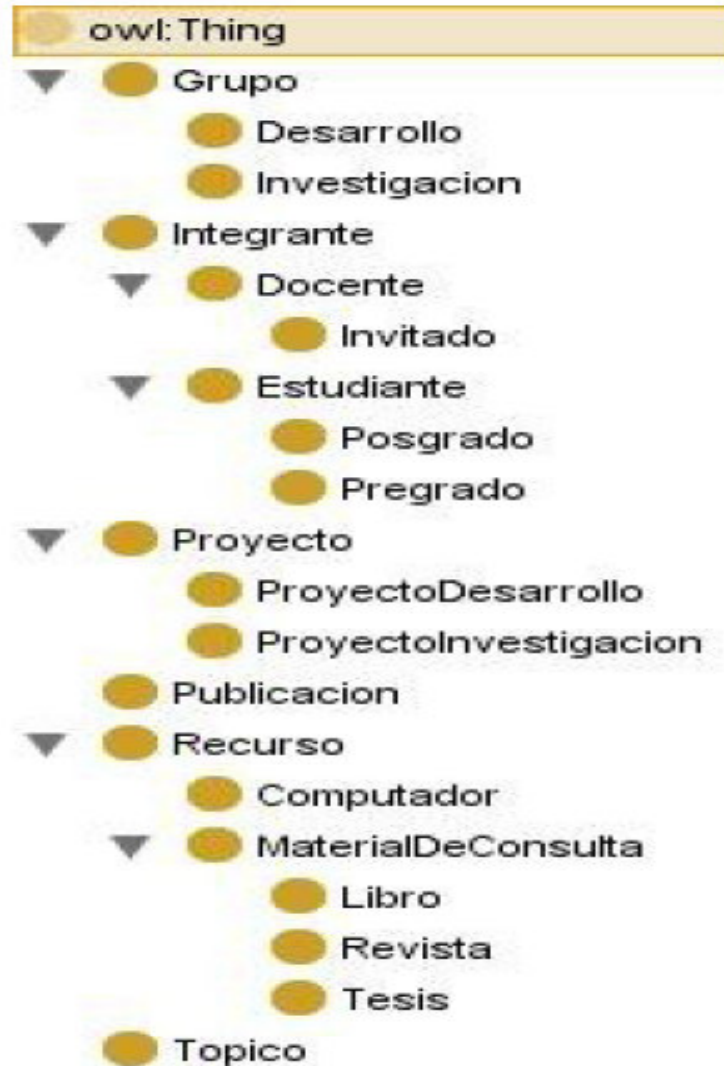 owl:Thing
Grupo
Desarrollo
Investigacion
Integrante
Docente
Invitado
Estudiante
Posgrado
Pregrado
Proyecto
ProyectoDesarrollo
ProyectoInvestigacion
Publicacion
Recurso
Computador
MaterialDeConsulta
Libro
Revista
Tesis
Topico